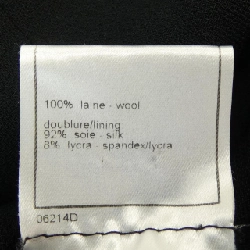 100% laine - wool
doublure/lining
92% soie - silk
8% lycra - spandex/lycra
06214D